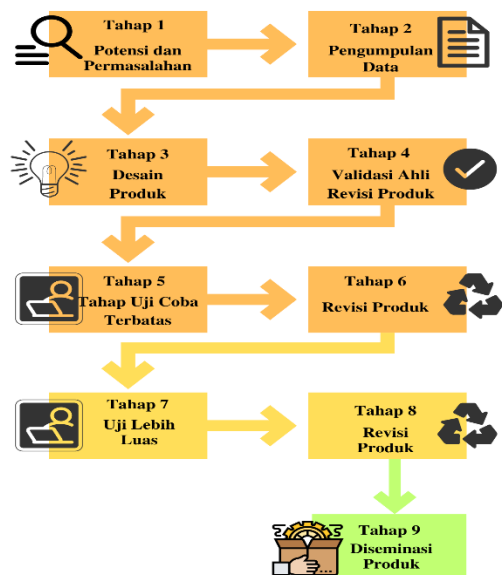 Tahap 1
Potensi dan
Permasalahan
Tahap 2
Pengumpulan
Data
Tahap 3
Desain
Produk
Tahap 4
Validasi Ahli
Revisi Produk
Tahap 5
Tahap Uji Coba
Terbatas
Tahap 6
Revisi Produk
Tahap 7
Uji Lebih
Luas
Tahap 8
Revisi
Produk
Tahap 9
Diseminasi
Produk